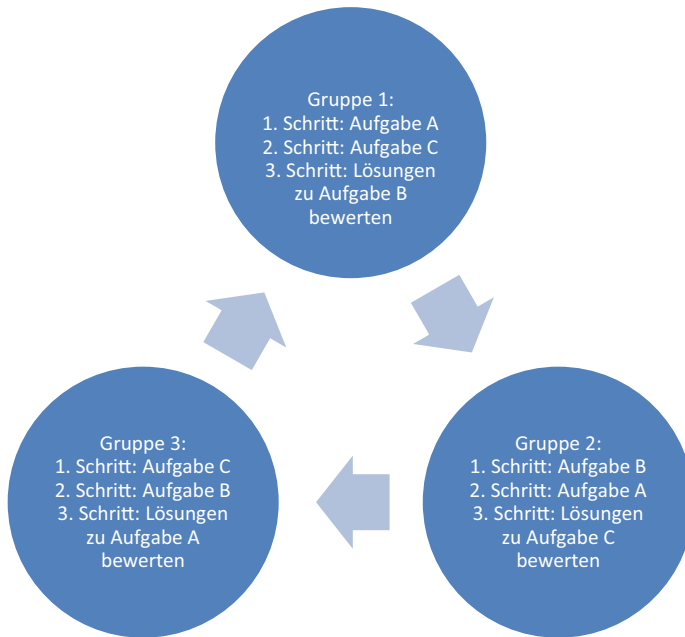 Gruppe 1:
1. Schritt: Aufgabe A
2. Schritt: Aufgabe C
3. Schritt: Lösungen
zu Aufgabe B
bewerten
Gruppe 2:
1. Schritt: Aufgabe B
2. Schritt: Aufgabe A
3. Schritt: Lösungen
zu Aufgabe C
bewerten
Gruppe 3:
1. Schritt: Aufgabe C
2. Schritt: Aufgabe B
3. Schritt: Lösungen
zu Aufgabe A
bewerten